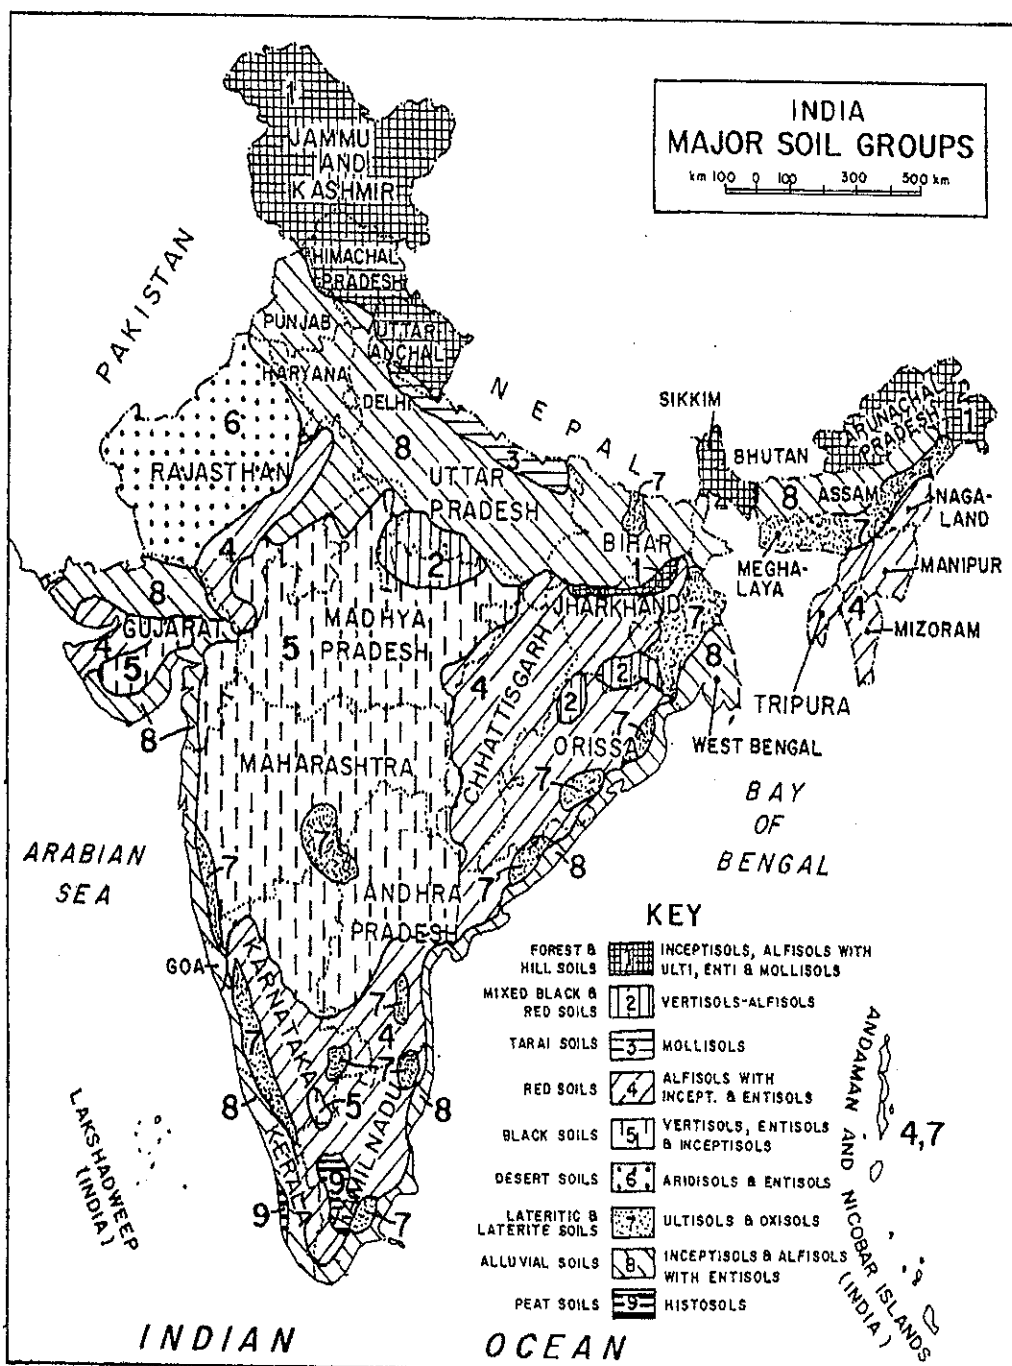 INDIA
MAJOR SOIL GROUPS
km 100 0 100 300 500 km
1
JAMMU
AND
KASHMIR
HIMACHAL
PRADESH
PAKISTAN
PUNJAB
UTTAR
ANCHAL
HARYANA
DELHI
NEPAL
SIKKIM
BHUTAN
ARUNACHAL
PRADESH
1
6
RAJASTHAN
8
3
UTTAR
PRADESH
7
8
ASSAM
NAGA-
LAND
BIHAR
7
MEGHA-
LAYA
MANIPUR
4
2
1
JHARKHAND
4
MIZORAM
8
GUJARAT
4
5
8
MADHYA
PRADESH
5
CHHATTISGARH
4
7
2
2
8
TRIPURA
WEST BENGAL
7
ORISSA
7
MAHARASHTRA
7
BAY
OF
BENGAL
ARABIAN
SEA
7
ANDHRA
PRADESH
7
8
GOA
KARNATAKA
7
4
7
7
5
8
8
TAMILNADU
KERALA
9
9
7
LAKSHADWEEP
(INDIA)
KEY
FOREST & HILL SOILS 1 INCEPTISOLS, ALFISOLS WITH
ULTI, ENTI & MOLLISOLS
MIXED BLACK & RED SOILS 2 VERTISOLS-ALFISOLS
TARAI SOILS 3 MOLLISOLS
RED SOILS 4 ALFISOLS WITH
INCEPT. & ENTISOLS
BLACK SOILS 5 VERTISOLS, ENTISOLS
& INCEPTISOLS
DESERT SOILS 6 ARIDISOLS & ENTISOLS
LATERITIC & LATERITE SOILS 7 ULTISOLS & OXISOLS
ALLUVIAL SOILS 8 INCEPTISOLS & ALFISOLS
WITH ENTISOLS
PEAT SOILS 9 HISTOSOLS
ANDAMAN AND NICOBAR ISLANDS
(INDIA)
4,7
INDIAN OCEAN